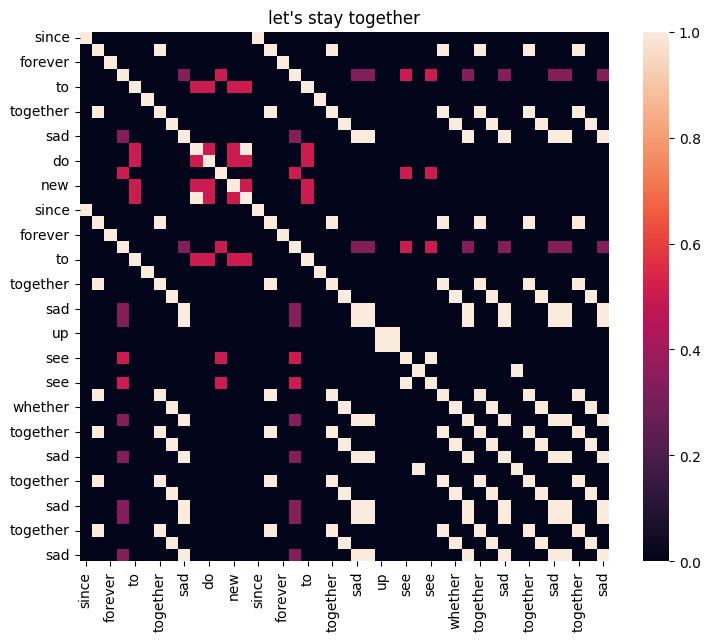 let's stay together
since
forever
to
together
sad
do
new
since
forever
to
together
sad
up
see
see
whether
together
sad
together
sad
together
sad
since
forever
to
together
sad
do
new
since
forever
to
together
sad
up
see
see
whether
together
sad
together
sad
together
sad
1.0
0.8
0.6
0.4
0.2
0.0